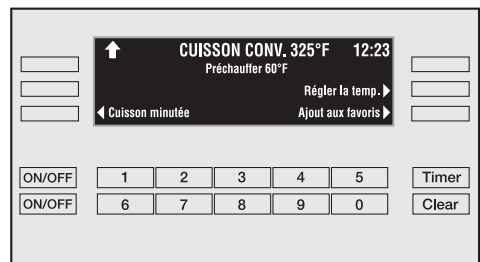 CUISSON CONV. 325°F 12:23
Préchauffer 60°F
Régler la temp.
Cuisson minutée Ajout aux favoris
ON/OFF 1 2 3 4 5 Timer
ON/OFF 6 7 8 9 0 Clear